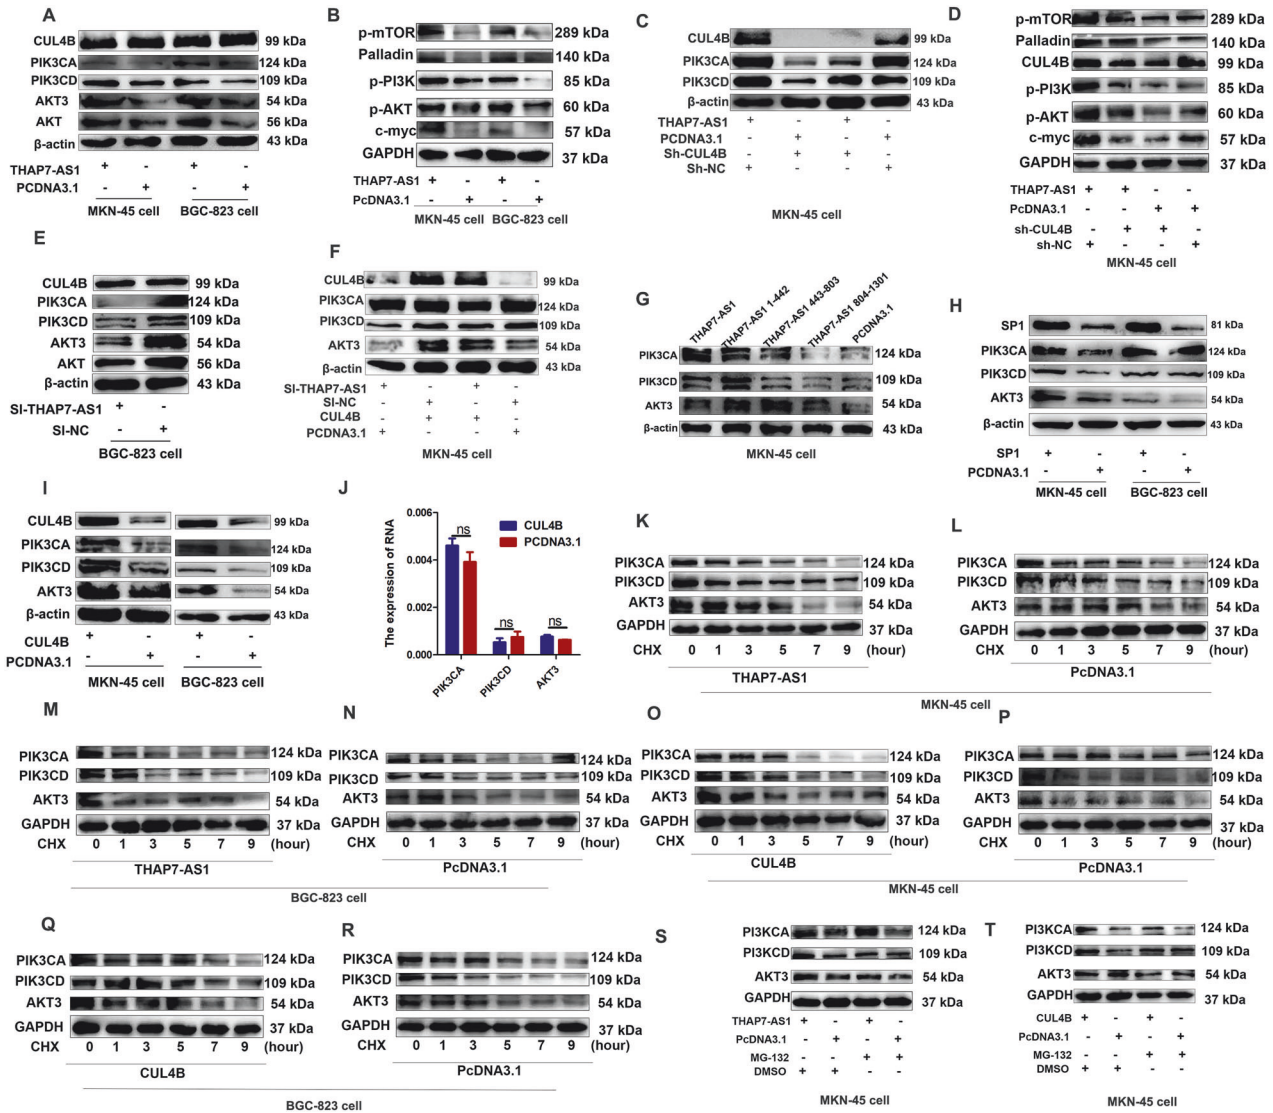 A
CUL4B 99 kDa
PIK3CA 124 kDa
PIK3CD 109 kDa
AKT3 54 kDa
AKT 56 kDa
β-actin 43 kDa
THAP7-AS1 + - + -
PCDNA3.1 - + - +
MKN-45 cell BGC-823 cell
B
p-mTOR 289 kDa
Palladin 140 kDa
p-PI3K 85 kDa
p-AKT 60 kDa
c-myc 57 kDa
GAPDH 37 kDa
THAP7-AS1 + - + -
PcDNA3.1 - + - +
MKN-45 cell BGC-823 cell
C
CUL4B 99 kDa
PIK3CA 124 kDa
PIK3CD 109 kDa
β-actin 43 kDa
THAP7-AS1 + - + -
PCDNA3.1 - + - +
Sh-CUL4B - + + -
Sh-NC + - - +
MKN-45 cell
D
p-mTOR 289 kDa
Palladin 140 kDa
CUL4B 99 kDa
p-PI3K 85 kDa
p-AKT 60 kDa
c-myc 57 kDa
GAPDH 37 kDa
THAP7-AS1 + + - -
PcDNA3.1 - - + +
sh-CUL4B - + + -
sh-NC + - - +
MKN-45 cell
E
CUL4B 99 kDa
PIK3CA 124 kDa
PIK3CD 109 kDa
AKT3 54 kDa
AKT 56 kDa
β-actin 43 kDa
SI-THAP7-AS1 + -
SI-NC - +
BGC-823 cell
F
CUL4B 99 kDa
PIK3CA 124 kDa
PIK3CD 109 kDa
AKT3 54 kDa
β-actin 43 kDa
SI-THAP7-AS1 + - + -
SI-NC - + - +
CUL4B - + + -
PCDNA3.1 + - - +
MKN-45 cell
G
THAP7-AS1 THAP7-AS1 1-442 THAP7-AS1 443-803 THAP7-AS1 804-1301 PCDNA3.1
PIK3CA 124 kDa
PIK3CD 109 kDa
AKT3 54 kDa
β-actin 43 kDa
MKN-45 cell
H
SP1 81 kDa
PIK3CA 124 kDa
PIK3CD 109 kDa
AKT3 54 kDa
β-actin 43 kDa
SP1 + - + -
PCDNA3.1 - + - +
MKN-45 cell BGC-823 cell
I
CUL4B 99 kDa
PIK3CA 124 kDa
PIK3CD 109 kDa
AKT3 54 kDa
β-actin 43 kDa
CUL4B + - + -
PCDNA3.1 - + - +
MKN-45 cell BGC-823 cell
J
The expression of RNA
0.006
0.004
0.002
0.000
ns ns ns
CUL4B
PCDNA3.1
PIK3CA PIK3CD AKT3
K
PIK3CA 124 kDa
PIK3CD 109 kDa
AKT3 54 kDa
GAPDH 37 kDa
CHX 0 1 3 5 7 9 (hour)
THAP7-AS1
L
PIK3CA 124 kDa
PIK3CD 109 kDa
AKT3 54 kDa
GAPDH 37 kDa
CHX 0 1 3 5 7 9 (hour)
PcDNA3.1
MKN-45 cell
M
PIK3CA 124 kDa
PIK3CD 109 kDa
AKT3 54 kDa
GAPDH 37 kDa
CHX 0 1 3 5 7 9 (hour)
THAP7-AS1
N
PIK3CA 124 kDa
PIK3CD 109 kDa
AKT3 54 kDa
GAPDH 37 kDa
CHX 0 1 3 5 7 9 (hour)
PcDNA3.1
BGC-823 cell
O
PIK3CA 124 kDa
PIK3CD 109 kDa
AKT3 54 kDa
GAPDH 37 kDa
CHX 0 1 3 5 7 9 (hour)
CUL4B
P
PIK3CA 124 kDa
PIK3CD 109 kDa
AKT3 54 kDa
GAPDH 37 kDa
CHX 0 1 3 5 7 9 (hour)
PcDNA3.1
MKN-45 cell
Q
PIK3CA 124 kDa
PIK3CD 109 kDa
AKT3 54 kDa
GAPDH 37 kDa
CHX 0 1 3 5 7 9 (hour)
CUL4B
R
PIK3CA 124 kDa
PIK3CD 109 kDa
AKT3 54 kDa
GAPDH 37 kDa
CHX 0 1 3 5 7 9 (hour)
PcDNA3.1
BGC-823 cell
S
PI3KCA 124 kDa
PI3KCD 109 kDa
AKT3 54 kDa
GAPDH 37 kDa
THAP7-AS1 + - + -
PcDNA3.1 - + - +
MG-132 - - + +
DMSO + + - -
MKN-45 cell
T
PI3KCA 124 kDa
PI3KCD 109 kDa
AKT3 54 kDa
GAPDH 37 kDa
CUL4B + - + -
PcDNA3.1 - + - +
MG-132 - - + +
DMSO + + - -
MKN-45 cell